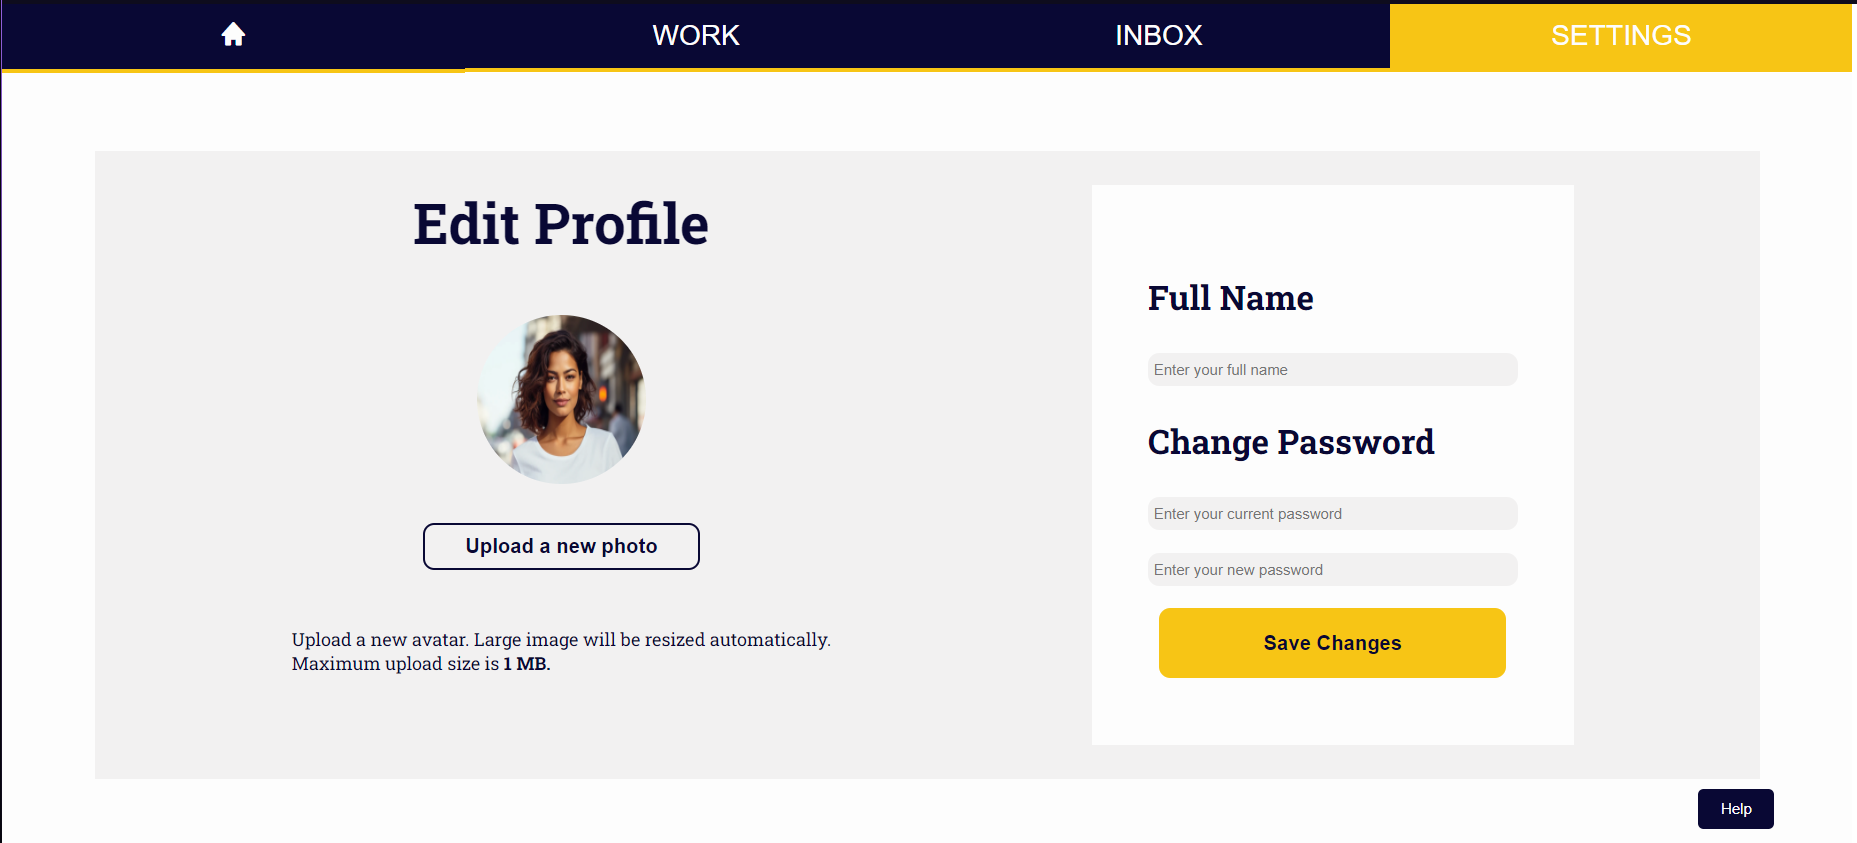 WORK
INBOX
SETTINGS
Edit Profile
Upload a new photo
Upload a new avatar. Large image will be resized automatically.
Maximum upload size is 1 MB.
Full Name
Enter your full name
Change Password
Enter your current password
Enter your new password
Save Changes
Help